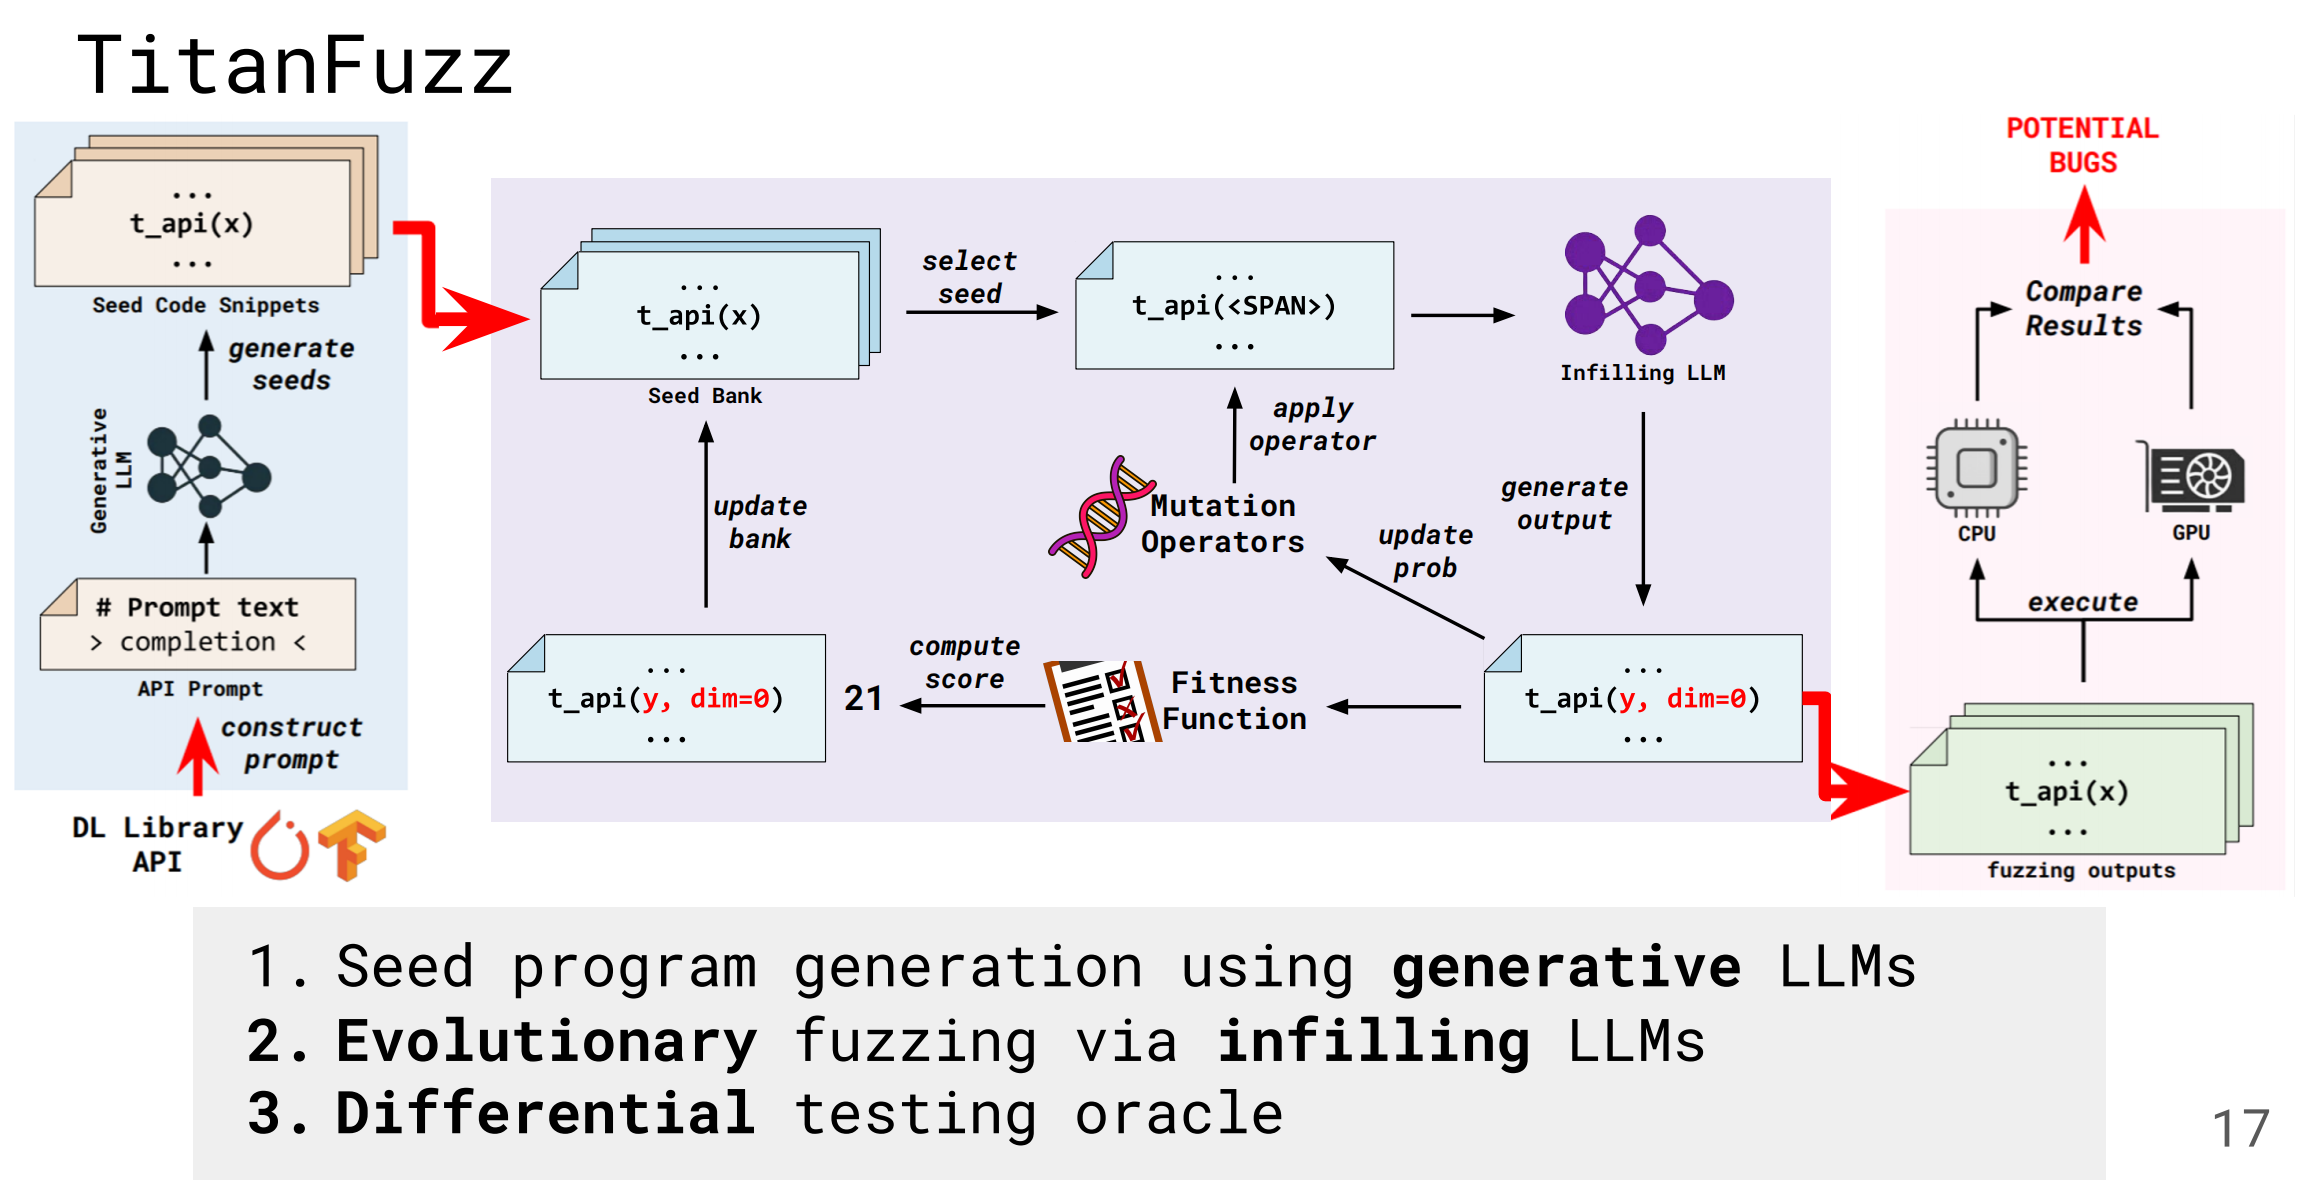 TitanFuzz
...
t_api(x)
...
Seed Code Snippets
generate
seeds
Generative
LLM
# Prompt text
> completion <
API Prompt
construct
prompt
DL Library
API
...
t_api(x)
...
Seed Bank
select
seed
...
t_api(<SPAN>)
...
Infilling LLM
apply
operator
Mutation
Operators
generate
output
update
prob
update
bank
...
t_api(y, dim=0)
...
21
compute
score
Fitness
Function
...
t_api(y, dim=0)
...
POTENTIAL
BUGS
Compare
Results
CPU
GPU
execute
...
t_api(x)
...
fuzzing outputs
1. Seed program generation using generative LLMs
2. Evolutionary fuzzing via infilling LLMs
3. Differential testing oracle
17